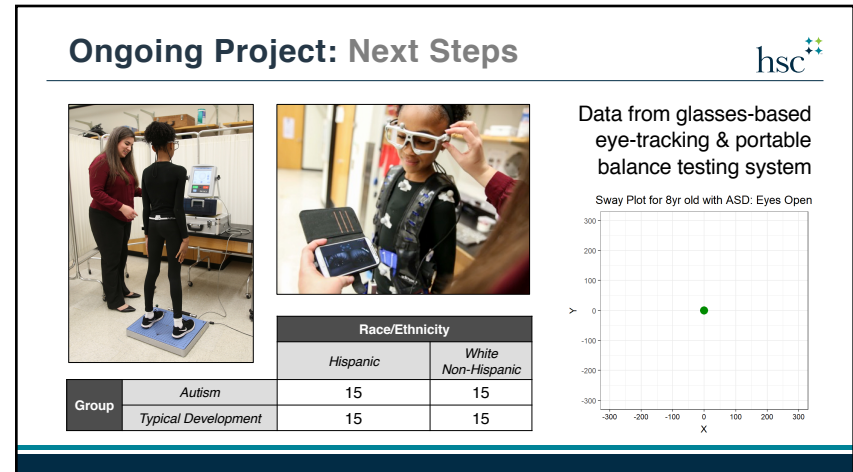 Ongoing Project: Next Steps
hsc
Data from glasses-based
eye-tracking & portable
balance testing system
Sway Plot for 8yr old with ASD: Eyes Open
300
200
100
0
-100
-200
-300
Y
-300 -200 -100 0 100 200 300
X
Race/Ethnicity
Hispanic White
Non-Hispanic
Group Autism 15 15
Typical Development 15 15